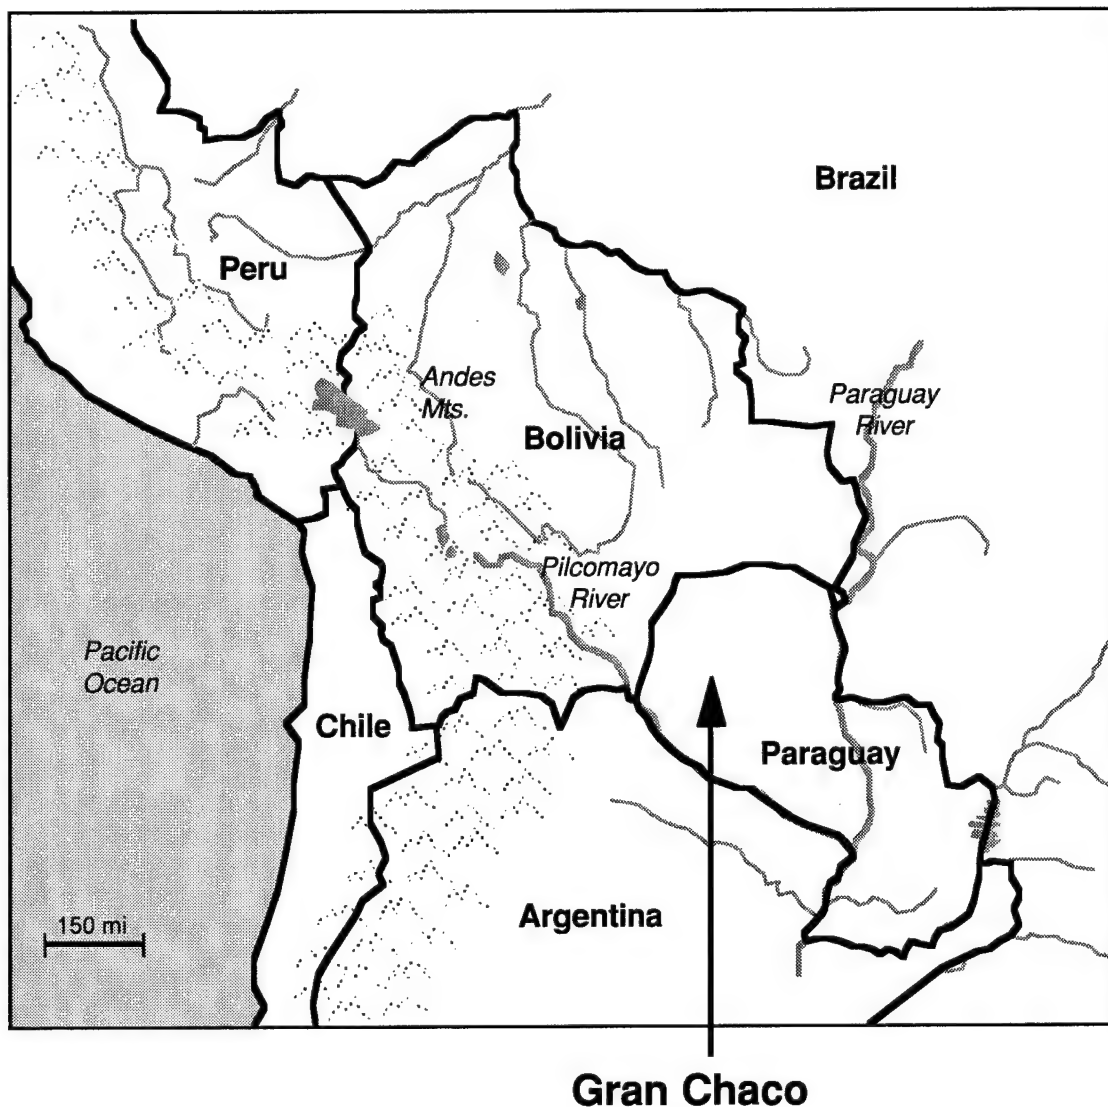 Brazil
Peru
Andes
Mts.
Paraguay
River
Bolivia
Pilcomayo
River
Pacific
Ocean
Chile
Paraguay
Argentina
150 mi
Gran Chaco